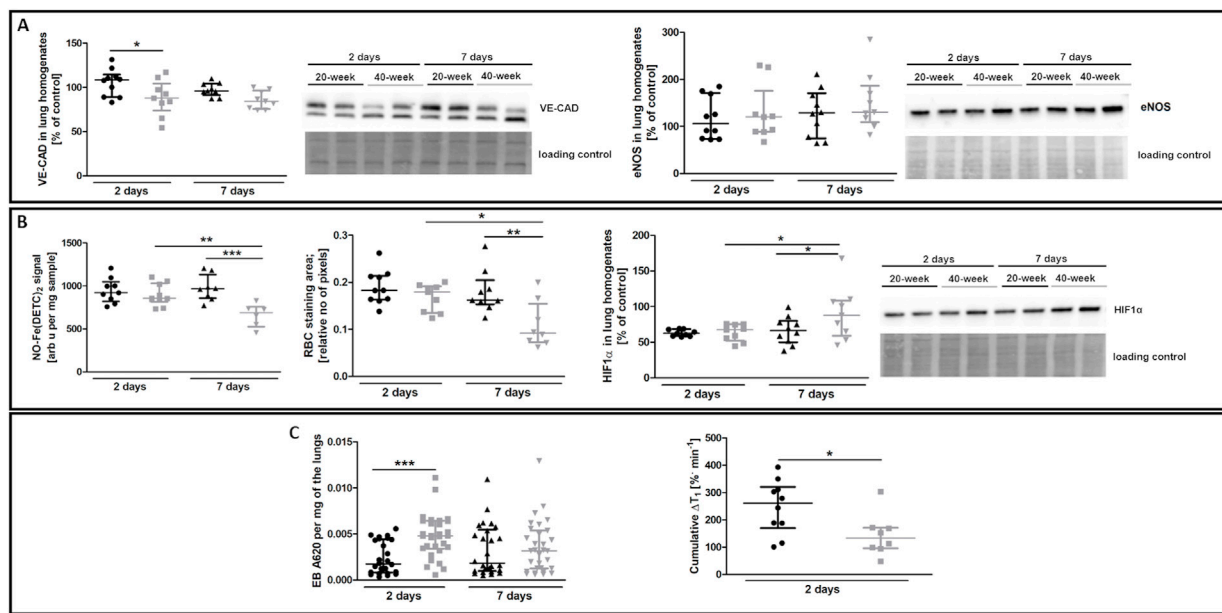 A
VE-CAD in lung homogenates
[% of control]
150
100
50
0
*
2 days
7 days
2 days
7 days
20-week
40-week
20-week
40-week
VE-CAD
loading control
eNOS in lung homogenates
[% of control]
300
200
100
0
2 days
7 days
2 days
7 days
20-week
40-week
20-week
40-week
eNOS
loading control
B
NO-Fe(DETC)₂ signal
[arb u per mg sample]
1500
1000
500
0
**
***
2 days
7 days
RBC staining area;
[relative no of pixels]
0.3
0.2
0.1
0.0
*
**
2 days
7 days
HIF1α in lung homogenates
[% of control]
200
150
100
50
0
*
*
2 days
7 days
2 days
7 days
20-week
40-week
20-week
40-week
HIF1α
loading control
C
EB A620 per mg of the lungs
0.015
0.010
0.005
0.000
***
2 days
7 days
Cumulative ΔT₁ [%· min⁻¹]
500
400
300
200
100
0
*
2 days